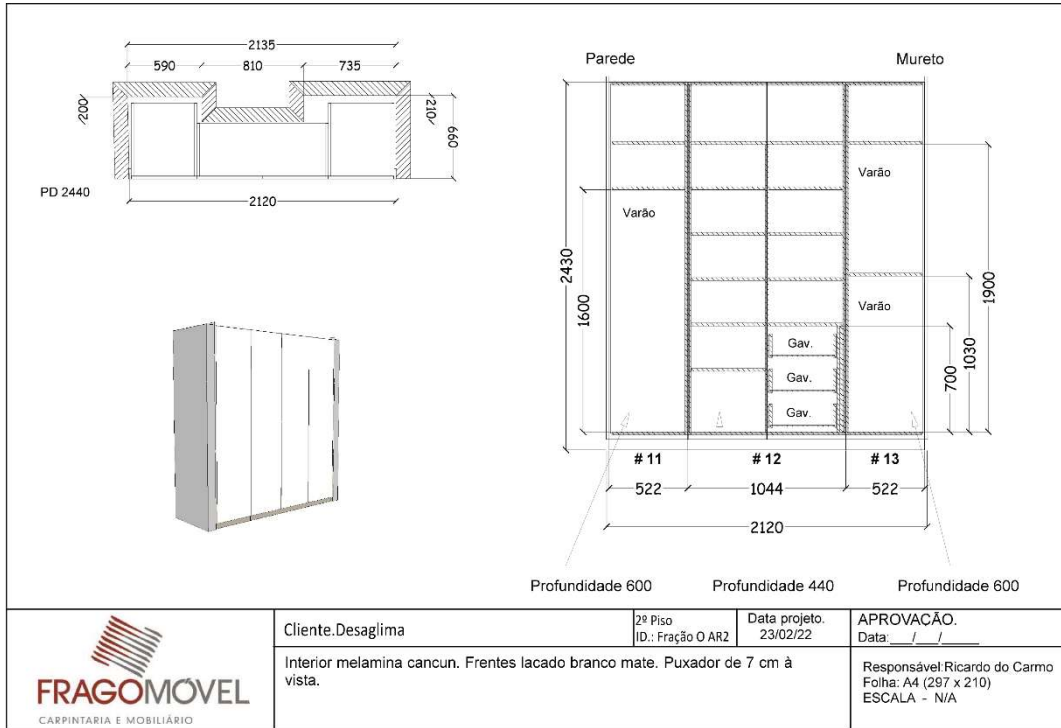 2135
590
810
735
200
210
660
PD 2440
2120
Parede
Mureto
Varão
Varão
Varão
2430
1600
Gav.
Gav.
Gav.
700
1030
1900
# 11
# 12
# 13
522
1044
522
2120
Profundidade 600
Profundidade 440
Profundidade 600
FRAGOMÓVEL
CARPINTARIA E MOBILIÁRIO
Cliente.Desaglima
2º Piso
ID.: Fração O AR2
Data projeto.
23/02/22
APROVAÇÃO.
Data:___/___/_____
Interior melamina cancun. Frentes lacado branco mate. Puxador de 7 cm à
vista.
Responsável:Ricardo do Carmo
Folha: A4 (297 x 210)
ESCALA - N/A